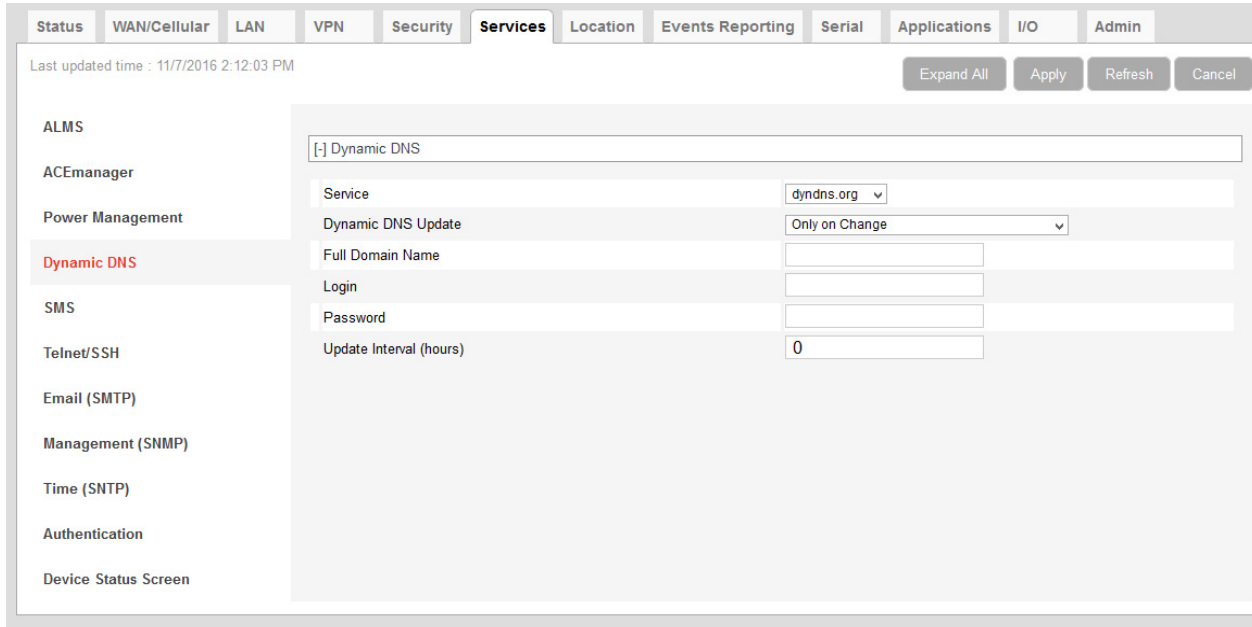 Status WAN/Cellular LAN VPN Security Services Location Events Reporting Serial Applications I/O Admin
Last updated time : 11/7/2016 2:12:03 PM
Expand All Apply Refresh Cancel
ALMS
ACEmanager
Power Management
Dynamic DNS
SMS
Telnet/SSH
Email (SMTP)
Management (SNMP)
Time (SNTP)
Authentication
Device Status Screen
[-] Dynamic DNS
Service dyndns.org
Dynamic DNS Update Only on Change
Full Domain Name
Login
Password
Update Interval (hours) 0